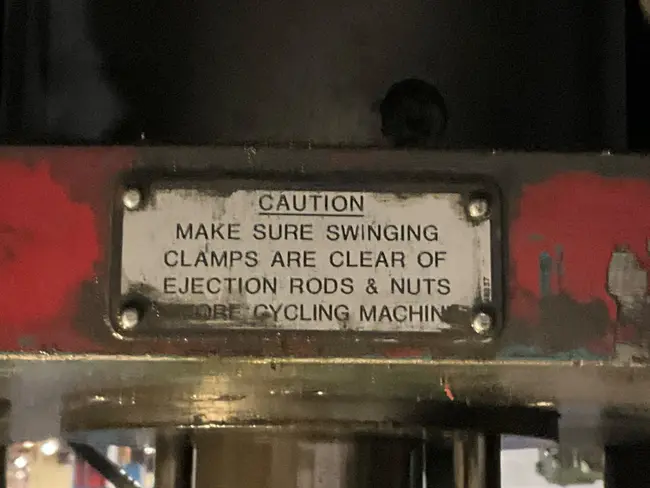 CAUTION
MAKE SURE SWINGING
CLAMPS ARE CLEAR OF
EJECTION RODS & NUTS
CYCLING